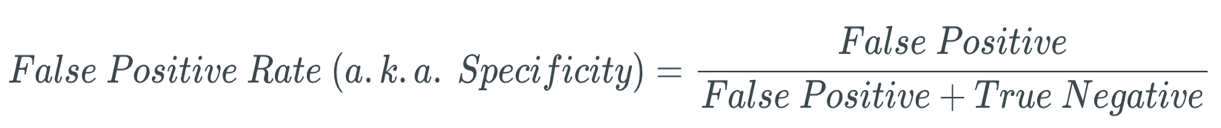 False Positive Rate (a.k.a. Specificity) = False Positive / False Positive + True Negative